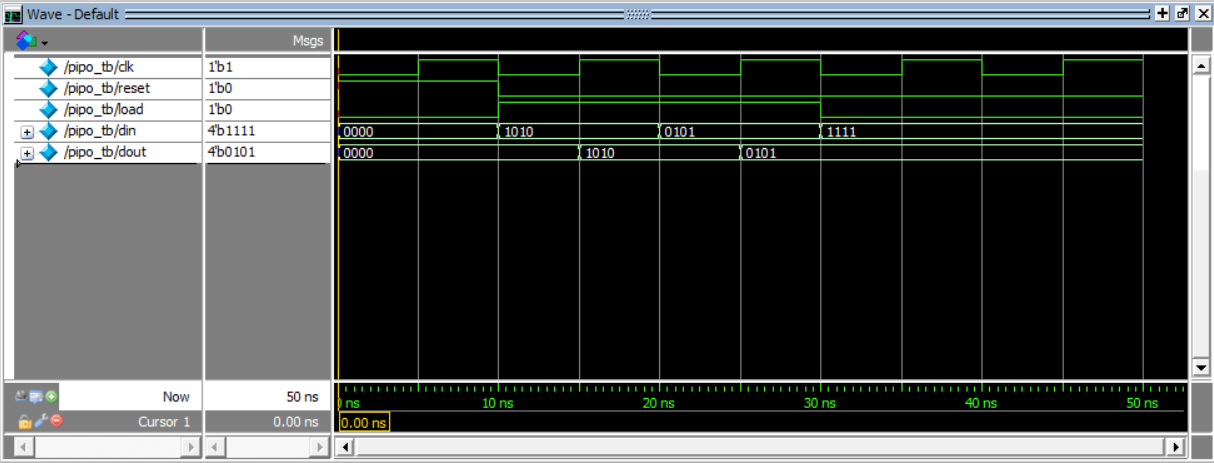 Wave - Default
Msgs
/pipo_tb/clk 1'b1
/pipo_tb/reset 1'b0
/pipo_tb/load 1'b0
/pipo_tb/din 4'b1111 0000 1010 0101 1111
/pipo_tb/dout 4'b0101 0000 1010 0101
Now 50 ns 0 ns 10 ns 20 ns 30 ns 40 ns 50 ns
Cursor 1 0.00 ns 0.00 ns